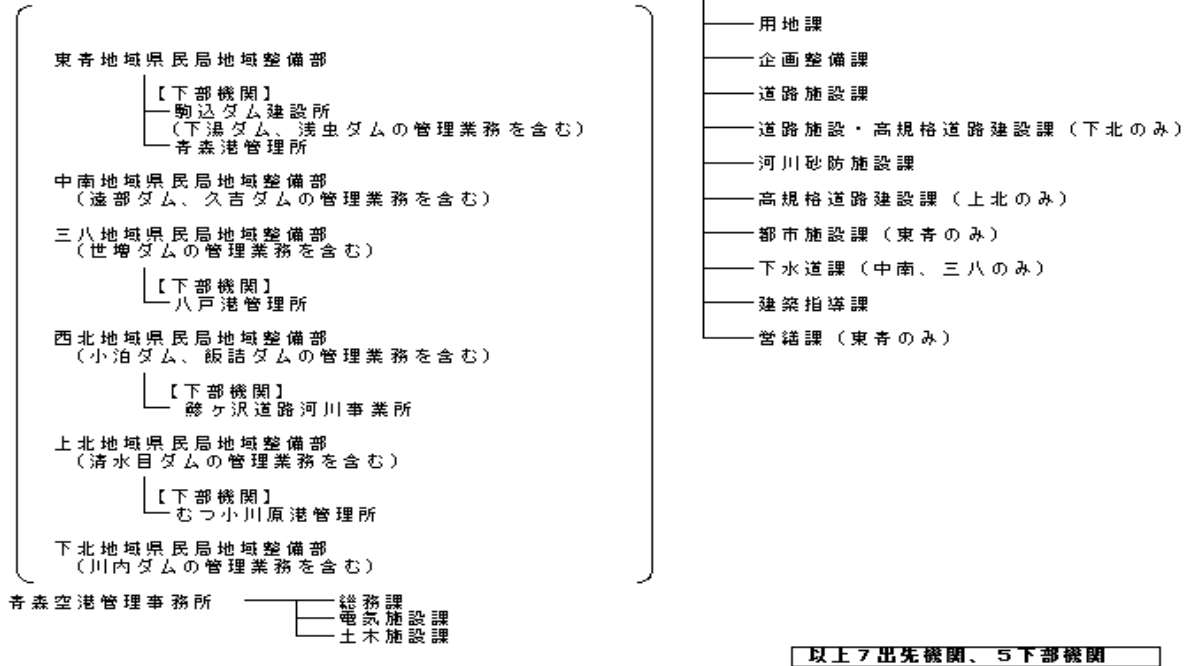 東青地域県民局地域整備部
【下部機関】
駒込ダム建設所
(下湯ダム、浅虫ダムの管理業務を含む)
青森港管理所
中南地域県民局地域整備部
(遠部ダム、久吉ダムの管理業務を含む)
三八地域県民局地域整備部
(世増ダムの管理業務を含む)
【下部機関】
八戸港管理所
西北地域県民局地域整備部
(小泊ダム、飯詰ダムの管理業務を含む)
【下部機関】
鰺ヶ沢道路河川事業所
上北地域県民局地域整備部
(清水目ダムの管理業務を含む)
【下部機関】
むつ小川原港管理所
下北地域県民局地域整備部
(川内ダムの管理業務を含む)
青森空港管理事務所
総務課
電気施設課
土木施設課
用地課
企画整備課
道路施設課
道路施設・高規格道路建設課(下北のみ)
河川砂防施設課
高規格道路建設課(上北のみ)
都市施設課(東青のみ)
下水道課(中南、三八のみ)
建築指導課
営繕課(東青のみ)
以上7出先機関、5下部機関